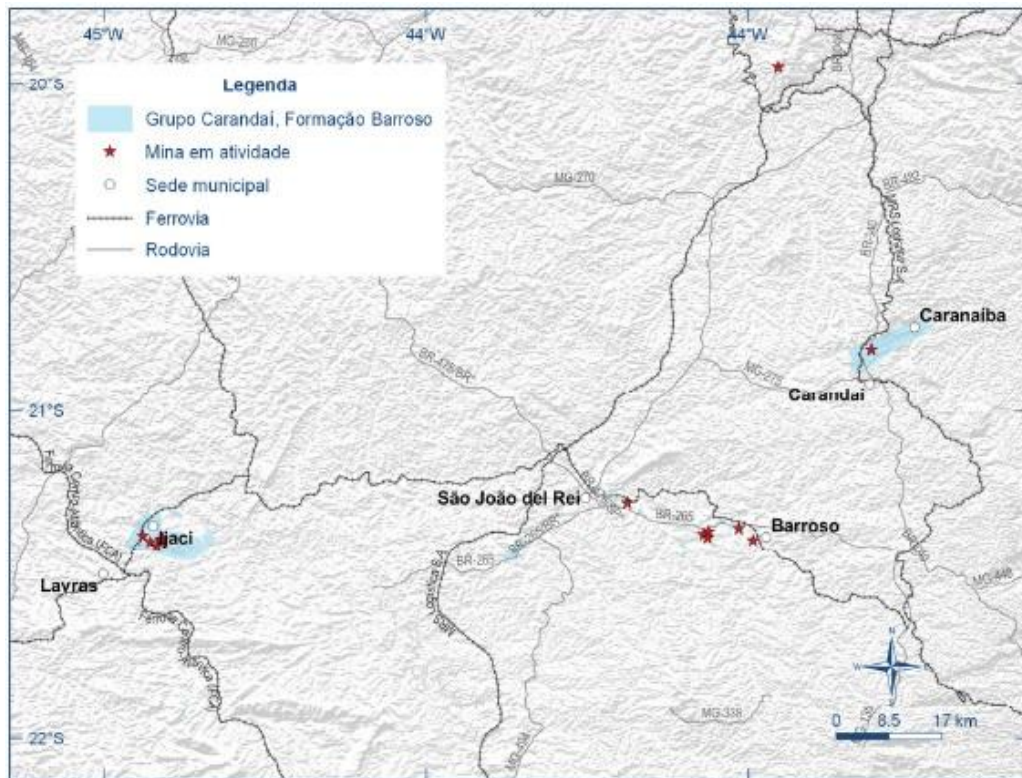 45°W
44°W
44°W
20°S
Legenda
Grupo Carandaí, Formação Barroso
Mina em atividade
Sede municipal
Ferrovia
Rodovia
MG-270
BR-482
BR-040
Caranaíba
MG-275
Carandaí
21°S
São João del Rei
BR-265
Barroso
Ijaci
Lavras
BR-265
MG-448
MG-338
N
W
E
S
0 8.5 17 km
22°S